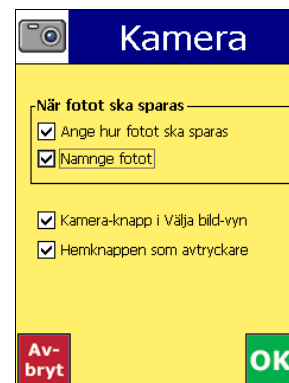 Kamera
När fotot ska sparas
Ange hur fotot ska sparas
Namnge fotot
Kamera-knapp i Välja bild-vyn
Hemknappen som avtryckare
Av-
bryt
OK